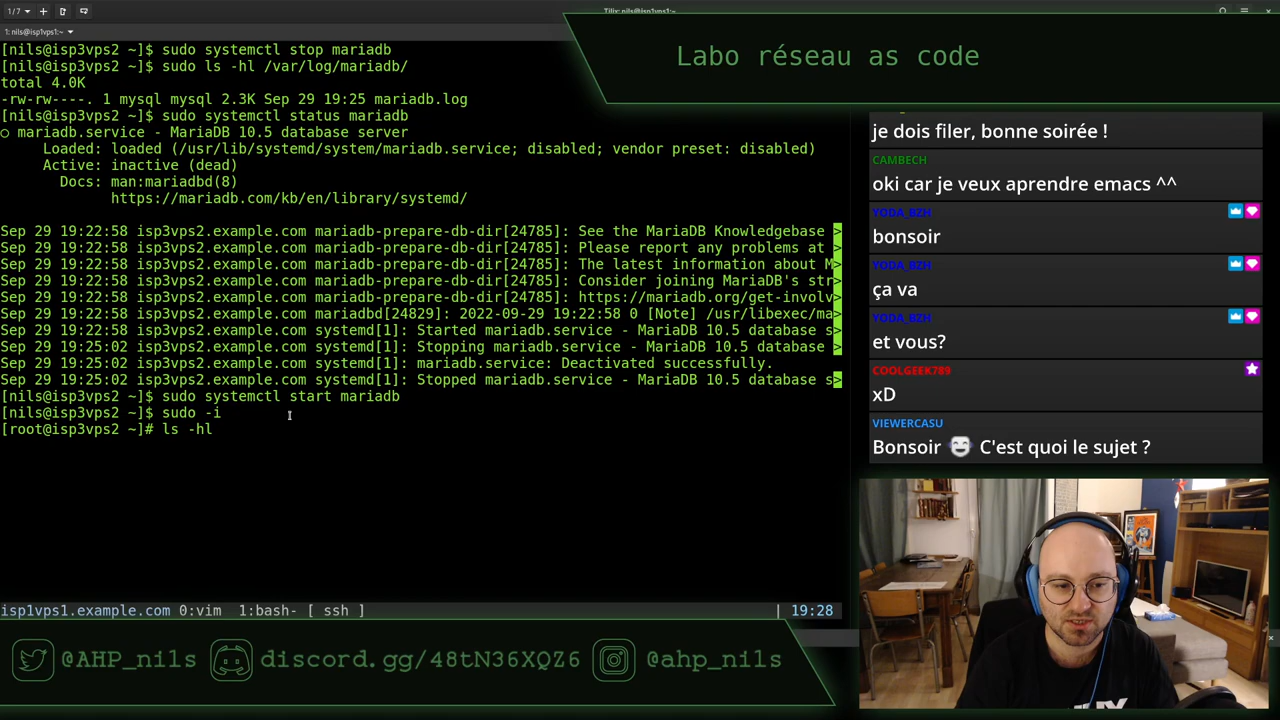 1/7
Tilix: nils@isp1vps1:~
1: nils@isp1vps1:~
[nils@isp3vps2 ~]$ sudo systemctl stop mariadb
[nils@isp3vps2 ~]$ sudo ls -hl /var/log/mariadb/
total 4.0K
-rw-rw----. 1 mysql mysql 2.3K Sep 29 19:25 mariadb.log
[nils@isp3vps2 ~]$ sudo systemctl status mariadb
○ mariadb.service - MariaDB 10.5 database server
Loaded: loaded (/usr/lib/systemd/system/mariadb.service; disabled; vendor preset: disabled)
Active: inactive (dead)
Docs: man:mariadbd(8)
https://mariadb.com/kb/en/library/systemd/
Sep 29 19:22:58 isp3vps2.example.com mariadb-prepare-db-dir[24785]: See the MariaDB Knowledgebase >
Sep 29 19:22:58 isp3vps2.example.com mariadb-prepare-db-dir[24785]: Please report any problems at >
Sep 29 19:22:58 isp3vps2.example.com mariadb-prepare-db-dir[24785]: The latest information about M>
Sep 29 19:22:58 isp3vps2.example.com mariadb-prepare-db-dir[24785]: Consider joining MariaDB's str>
Sep 29 19:22:58 isp3vps2.example.com mariadb-prepare-db-dir[24785]: https://mariadb.org/get-involv>
Sep 29 19:22:58 isp3vps2.example.com mariadbd[24829]: 2022-09-29 19:22:58 0 [Note] /usr/libexec/ma>
Sep 29 19:22:58 isp3vps2.example.com systemd[1]: Started mariadb.service - MariaDB 10.5 database s>
Sep 29 19:25:02 isp3vps2.example.com systemd[1]: Stopping mariadb.service - MariaDB 10.5 database >
Sep 29 19:25:02 isp3vps2.example.com systemd[1]: mariadb.service: Deactivated successfully.
Sep 29 19:25:02 isp3vps2.example.com systemd[1]: Stopped mariadb.service - MariaDB 10.5 database s>
[nils@isp3vps2 ~]$ sudo systemctl start mariadb
[nils@isp3vps2 ~]$ sudo -i
[root@isp3vps2 ~]# ls -hl
isp1vps1.example.com 0:vim 1:bash- [ ssh ] | 19:28
Labo réseau as code
je dois filer, bonne soirée !
CAMBECH
oki car je veux aprendre emacs ^^
YODA_BZH
bonsoir
YODA_BZH
ça va
YODA_BZH
et vous?
COOLGEEK789
xD
VIEWERCASU
Bonsoir C'est quoi le sujet ?
@AHP_nils discord.gg/48tN36XQZ6 @ahp_nils